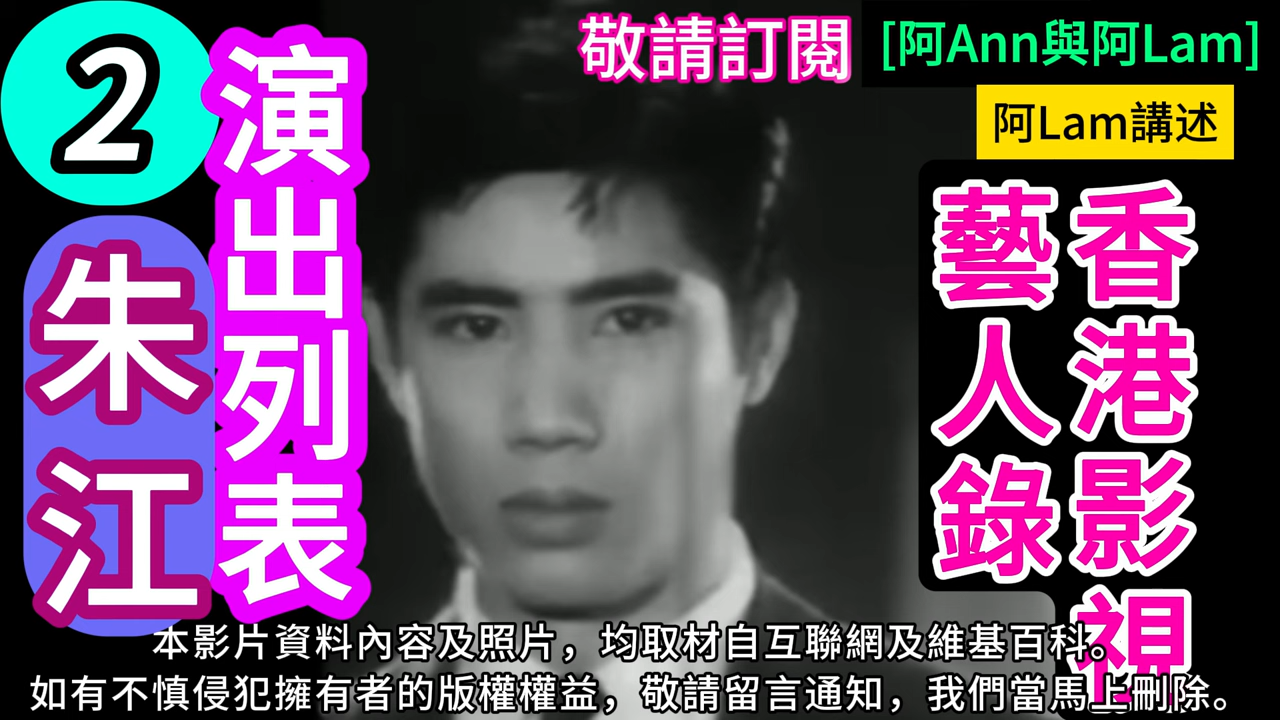 2
朱江
演出列表
敬請訂閱
[阿Ann與阿Lam]
阿Lam講述
香港影視
藝人錄
本影片資料內容及照片，均取材自互聯網及維基百科。
如有不慎侵犯擁有者的版權權益，敬請留言通知，我們當馬上刪除。